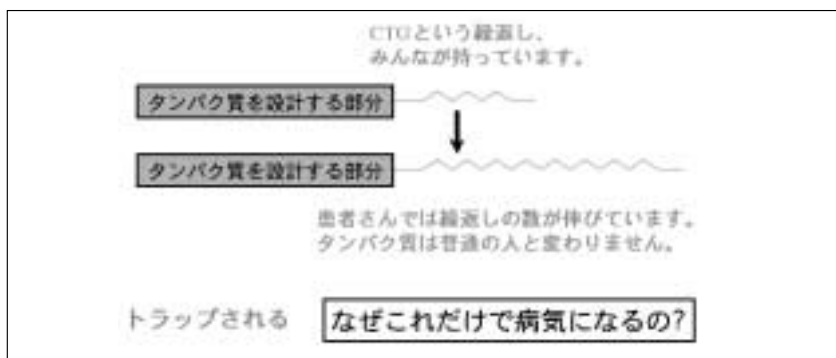 CTGという繰返し、
みんなが持っています。
タンパク質を設計する部分
タンパク質を設計する部分
患者さんでは繰返しの数が伸びています。
タンパク質は普通の人と変わりません。
トラップされる なぜこれだけで病気になるの?